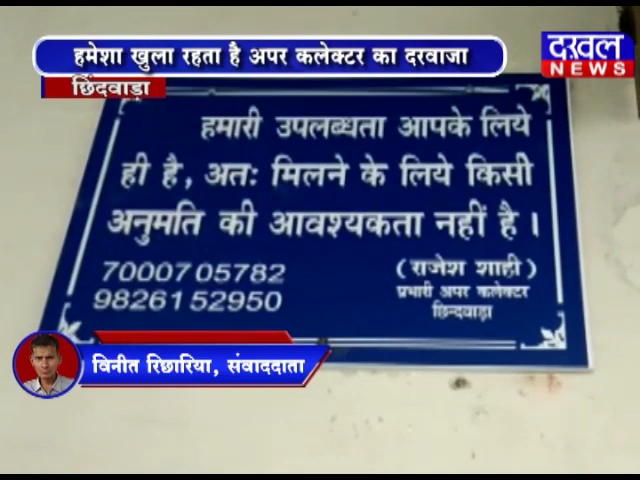 हमेशा खुला रहता है अपर कलेक्टर का दरवाजा
दख़ल
NEWS
छिंदवाड़ा
हमारी उपलब्धता आपके लिये
ही है, अतः मिलने के लिये किसी
अनुमति की आवश्यकता नहीं है।
7000705782
9826152950
(राजेश शाही)
प्रभारी अपर कलेक्टर
छिन्दवाड़ा
विनीत रिछारिया, संवाददाता